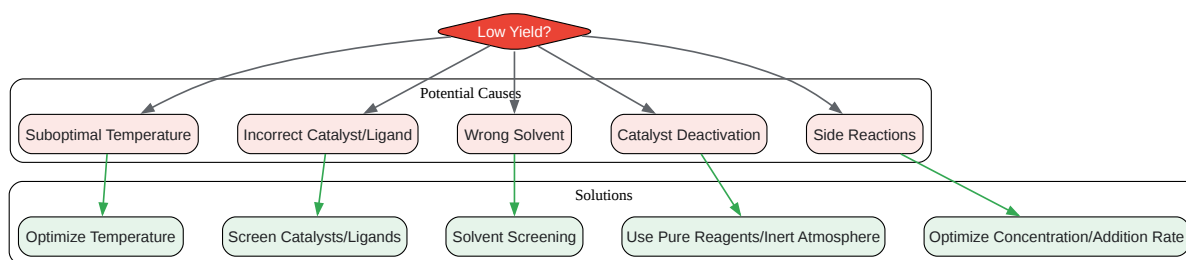 Low Yield?
Potential Causes
Suboptimal Temperature
Incorrect Catalyst/Ligand
Wrong Solvent
Catalyst Deactivation
Side Reactions
Solutions
Optimize Temperature
Screen Catalysts/Ligands
Solvent Screening
Use Pure Reagents/Inert Atmosphere
Optimize Concentration/Addition Rate